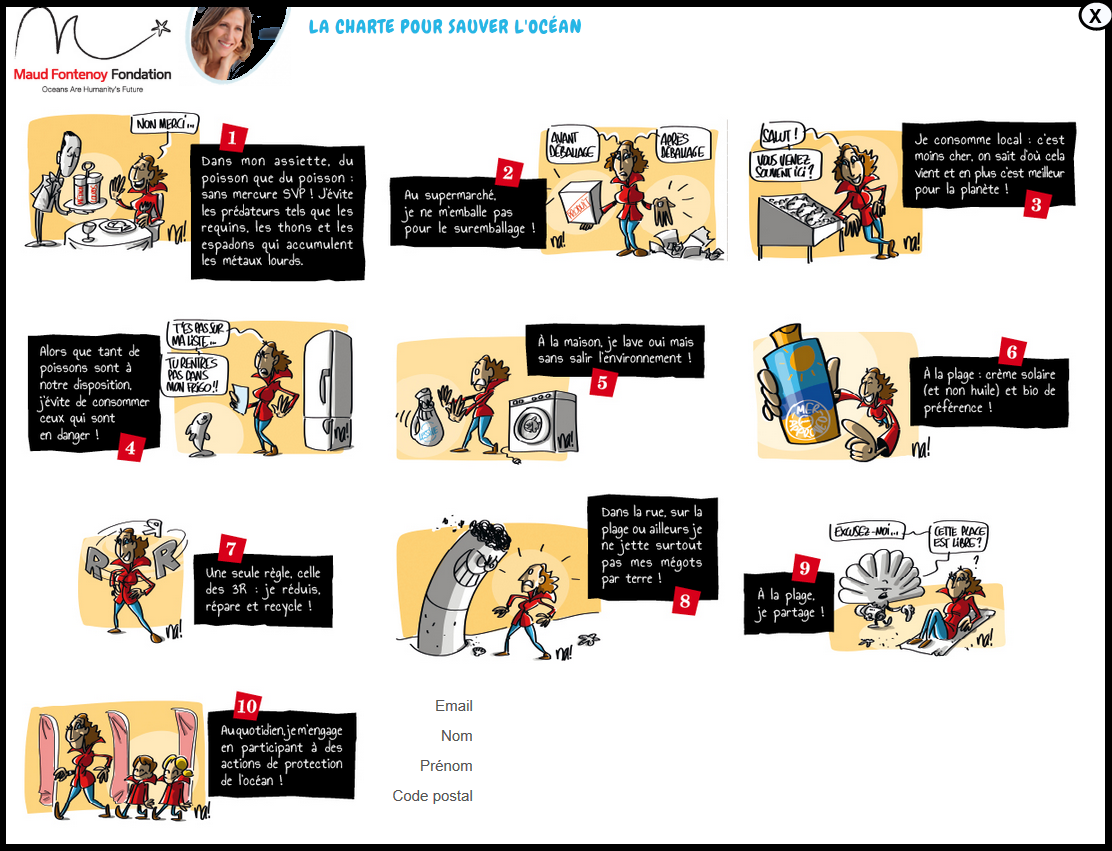 LA CHARTE POUR SAUVER L'OCÉAN
X
Maud Fontenoy Fondation
Oceans Are Humanity's Future
NON MERCI...
1
Dans mon assiette, du
poisson que du poisson :
sans mercure SVP ! J'évite
les prédateurs tels que les
requins, les thons et les
espadons qui accumulent
les métaux lourds.
na!
2
Au supermarché,
je ne m'emballe pas
pour le suremballage !
AVANT
DÉBALLAGE
APRÈS
DÉBALLAGE
PRODUIT
na!
SALUT !
VOUS VENEZ
SOUVENT ICI ?
Je consomme local : c'est
moins cher, on sait d'où cela
vient et en plus c'est meilleur
pour la planète !
3
na!
Alors que tant de
poissons sont à
notre disposition,
j'évite de consommer
ceux qui sont
en danger !
4
T'ES PAS SUR
MA LISTE...
TU RENTRES
PAS DANS
MON FRIGO !!
na!
À la maison, je lave oui mais
sans salir l'environnement !
5
na!
6
À la plage : crème solaire
(et non huile) et bio de
préférence !
MER
na!
7
Une seule règle, celle
des 3R : je réduis,
répare et recycle !
R R R
na!
Dans la rue, sur la
plage ou ailleurs je
ne jette surtout
pas mes mégots
par terre !
8
na!
9
À la plage,
je partage !
EXCUSEZ-MOI...
CETTE PLACE
EST LIBRE ?
?
na!
10
Au quotidien, je m'engage
en participant à des
actions de protection
de l'océan !
na!
Email
Nom
Prénom
Code postal